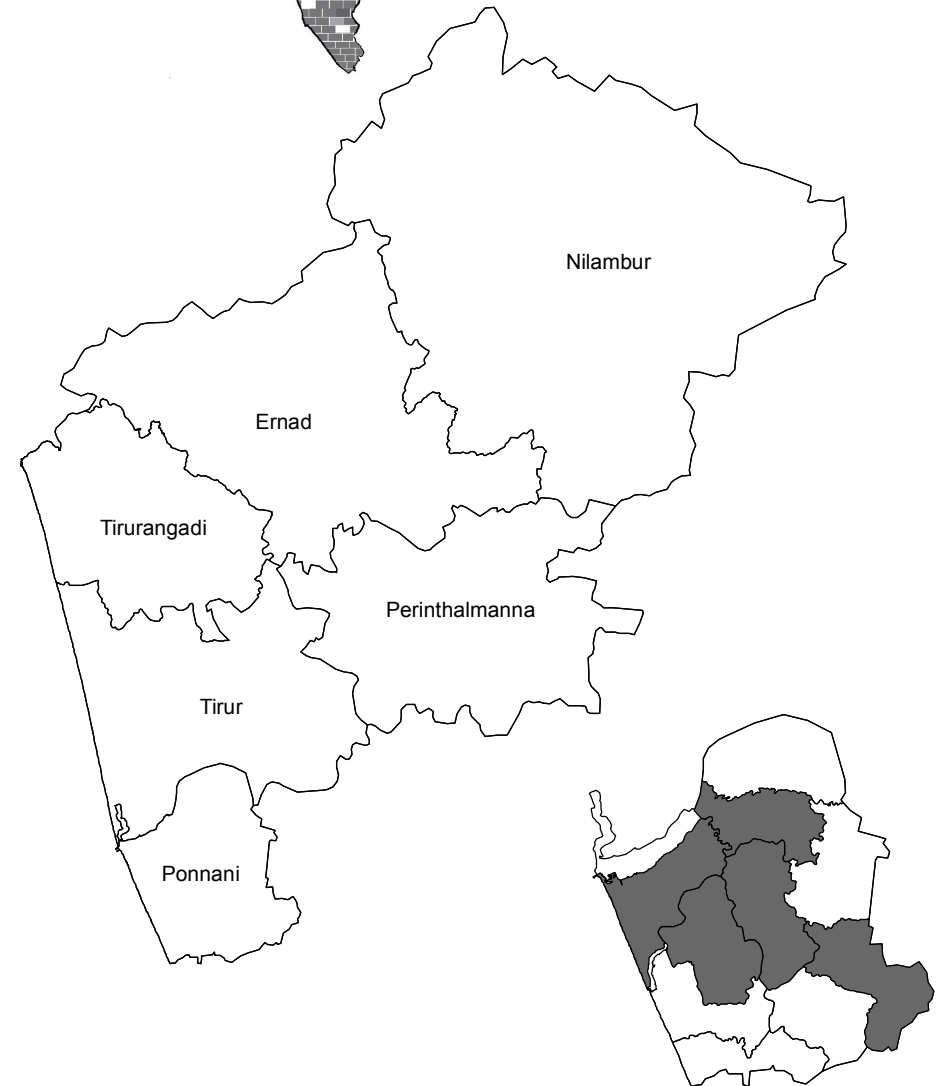 Nilambur
Ernad
Tirurangadi
Perinthalmanna
Tirur
Ponnani